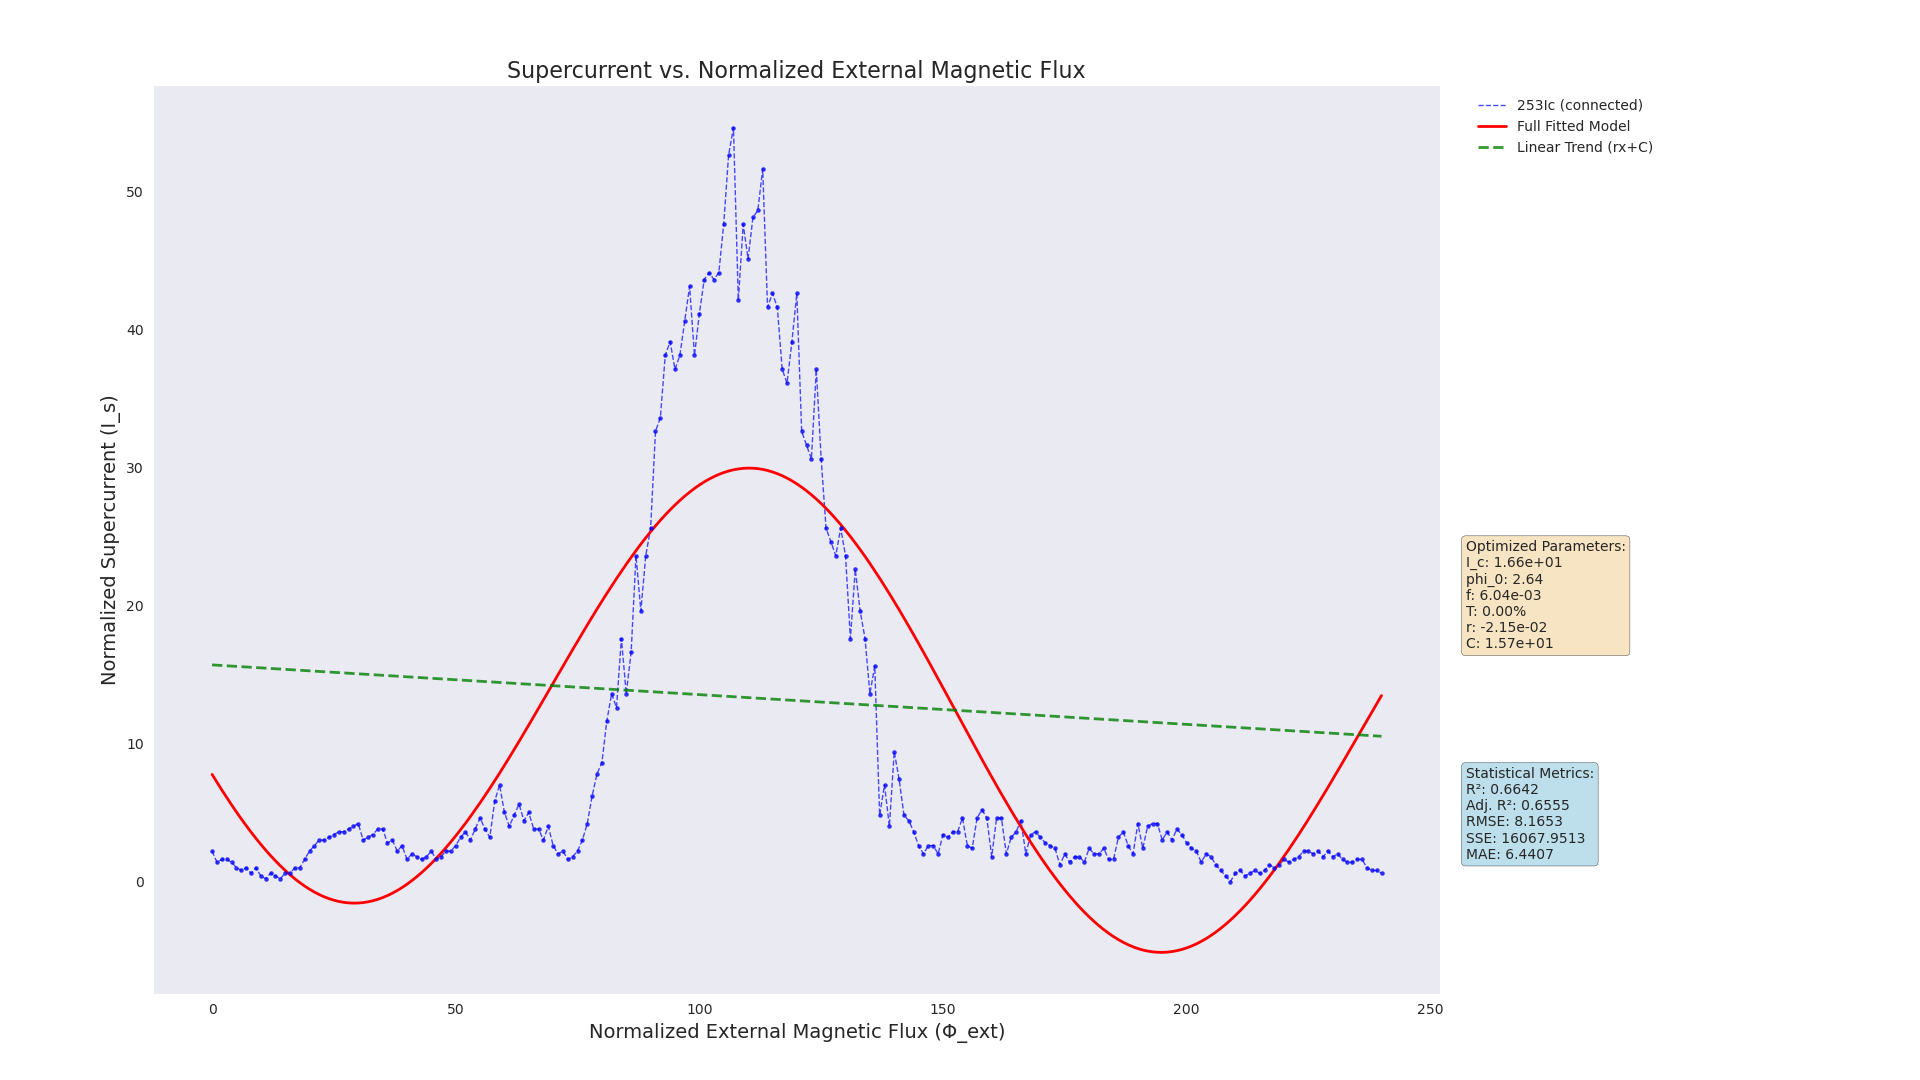 Supercurrent vs. Normalized External Magnetic Flux
253Ic (connected)
Full Fitted Model
Linear Trend (rx+C)
Normalized Supercurrent (I_s)
50
40
30
20
10
0
Optimized Parameters:
I_c: 1.66e+01
phi_0: 2.64
f: 6.04e-03
T: 0.00%
r: -2.15e-02
C: 1.57e+01
Statistical Metrics:
R²: 0.6642
Adj. R²: 0.6555
RMSE: 8.1653
SSE: 16067.9513
MAE: 6.4407
0 50 100 150 200 250
Normalized External Magnetic Flux (Φ_ext)